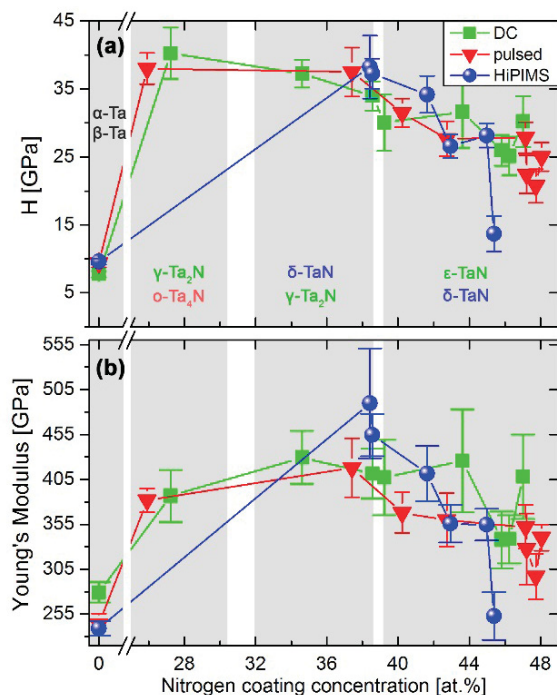 (a)
DC
pulsed
HiPIMS
45
35
25
15
5
H [GPa]
α-Ta
β-Ta
γ-Ta₂N
o-Ta₄N
δ-TaN
γ-Ta₂N
ε-TaN
δ-TaN
(b)
555
505
455
405
355
305
255
Young's Modulus [GPa]
0 28 32 36 40 44 48
Nitrogen coating concentration [at.%]